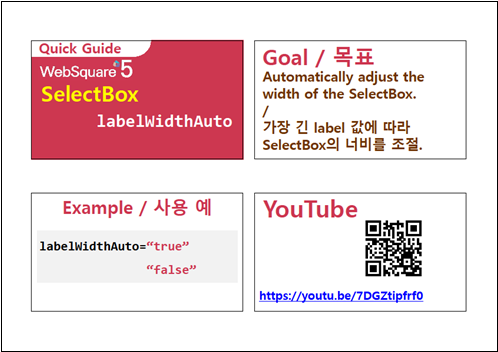 Quick Guide
WebSquare5
SelectBox
labelWidthAuto
Goal / 목표
Automatically adjust the
width of the SelectBox.
/
가장 긴 label 값에 따라
SelectBox의 너비를 조절.
Example / 사용 예
labelWidthAuto=“true”
“false”
YouTube
https://youtu.be/7DGZtipfrf0